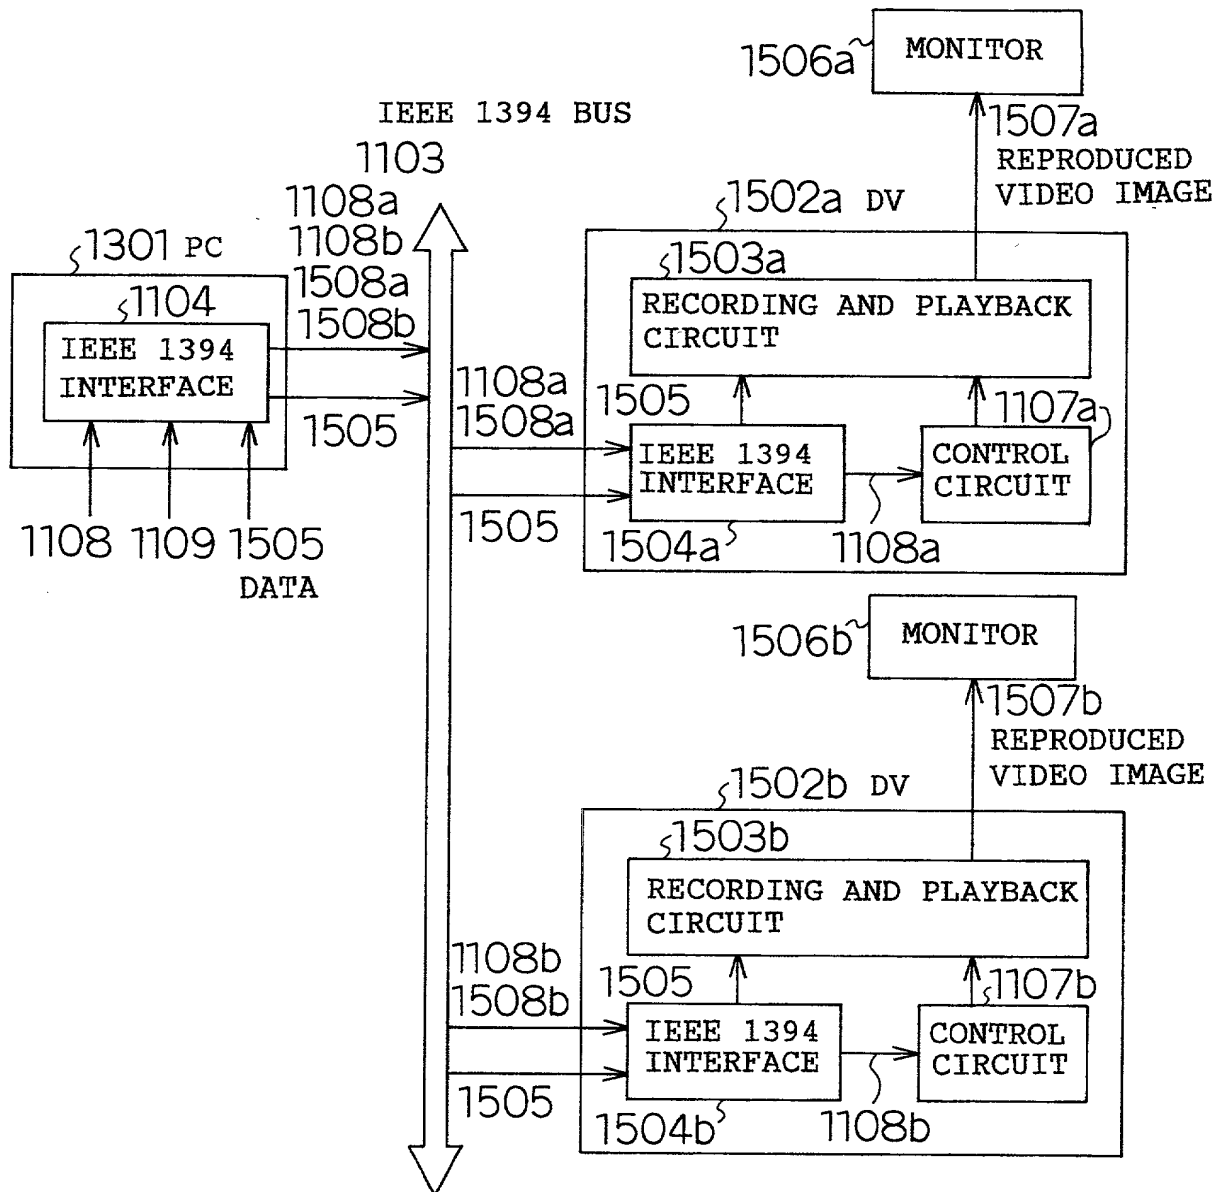 MONITOR
1506a
IEEE 1394 BUS
1507a
REPRODUCED
VIDEO IMAGE
1103
1108a
1108b
1508a
1508b
1502a DV
1301 PC
1503a
1104
RECORDING AND PLAYBACK
CIRCUIT
IEEE 1394
INTERFACE
1108a
1508a
1505
1107a
1505
IEEE 1394
INTERFACE
CONTROL
CIRCUIT
1505
1504a
1108a
1108 1109 1505
DATA
MONITOR
1506b
1507b
REPRODUCED
VIDEO IMAGE
1502b DV
1503b
RECORDING AND PLAYBACK
CIRCUIT
1108b
1508b
1505
1107b
IEEE 1394
INTERFACE
CONTROL
CIRCUIT
1505
1504b
1108b